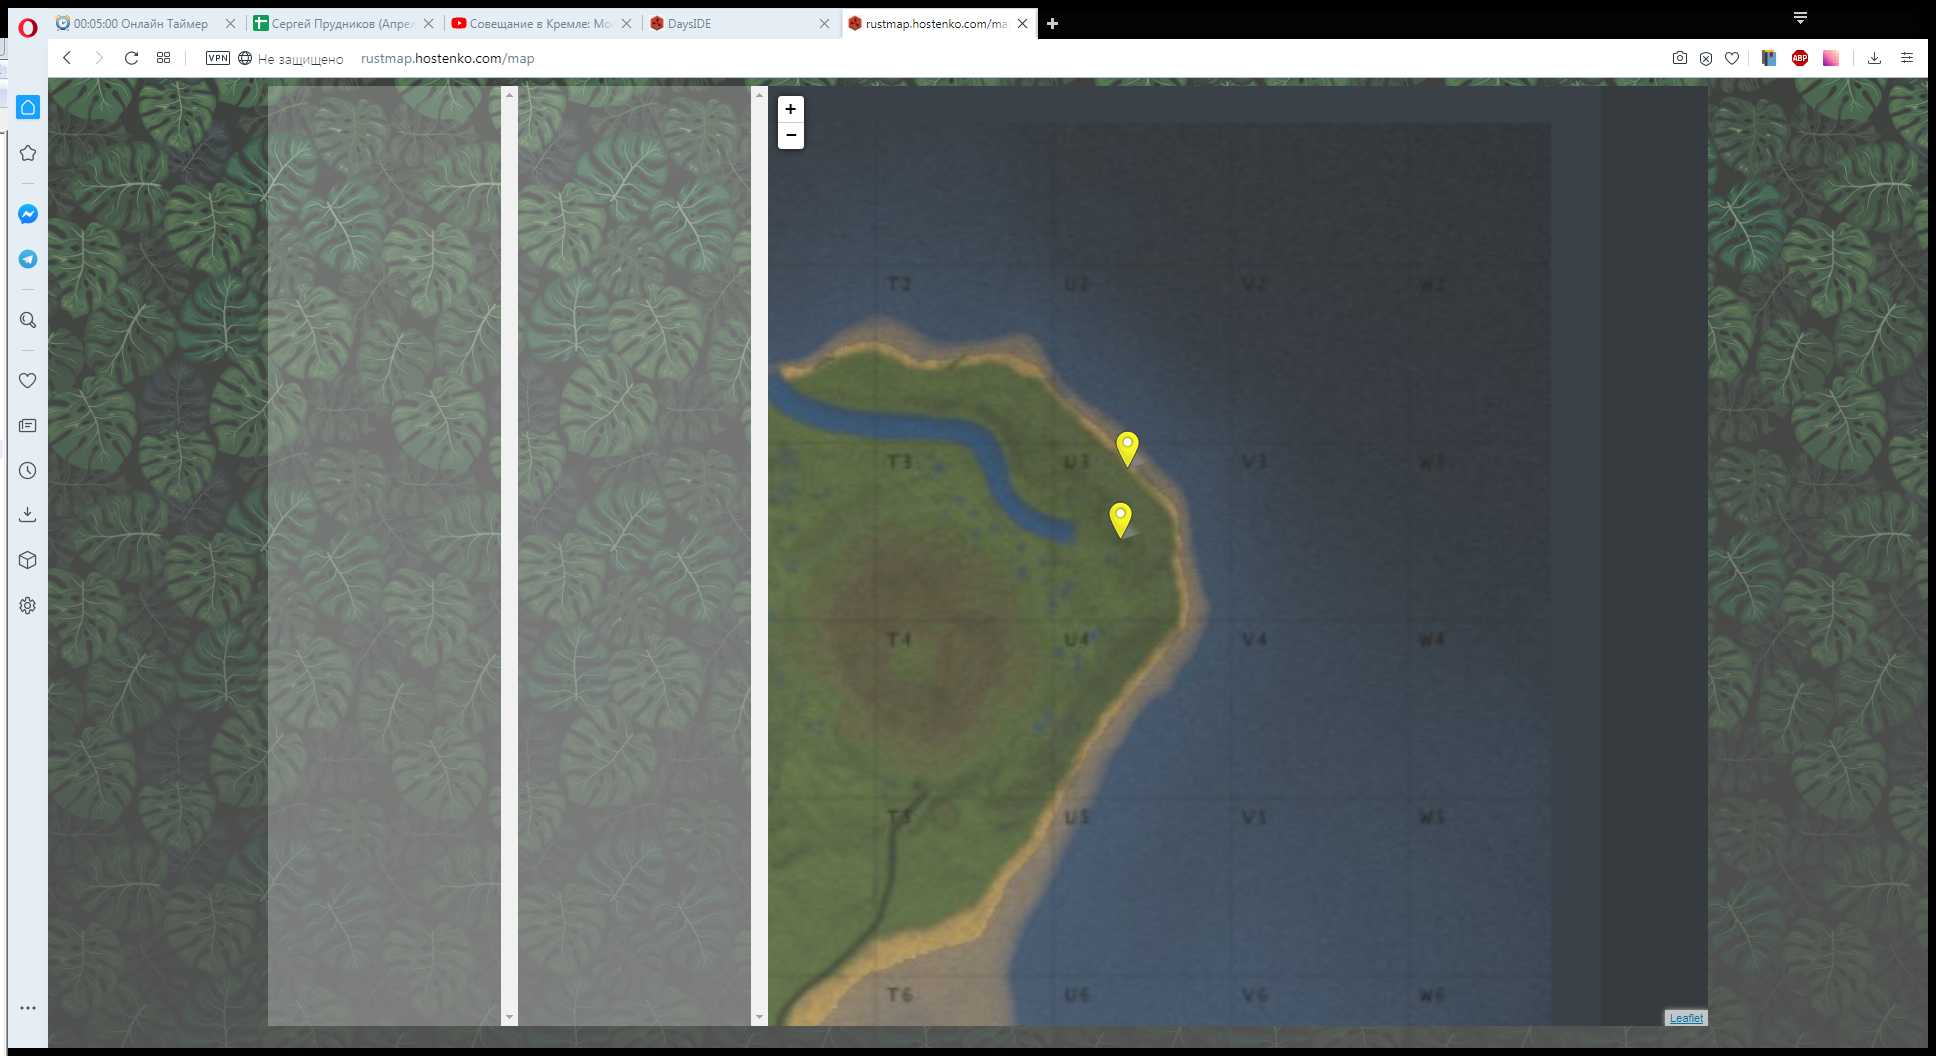 00:05:00 Онлайн Таймер
Сергей Прудников (Апрел
Совещание в Кремле: Мо
DaysIDE
rustmap.hostenko.com/ma
VPN
Не защищено
rustmap.hostenko.com/map
ABP
+
−
T2 U2 V2 W2
T3 U3 V3 W3
T4 U4 V4 W4
T5 U5 V5 W5
T6 U6 V6 W6
Leaflet